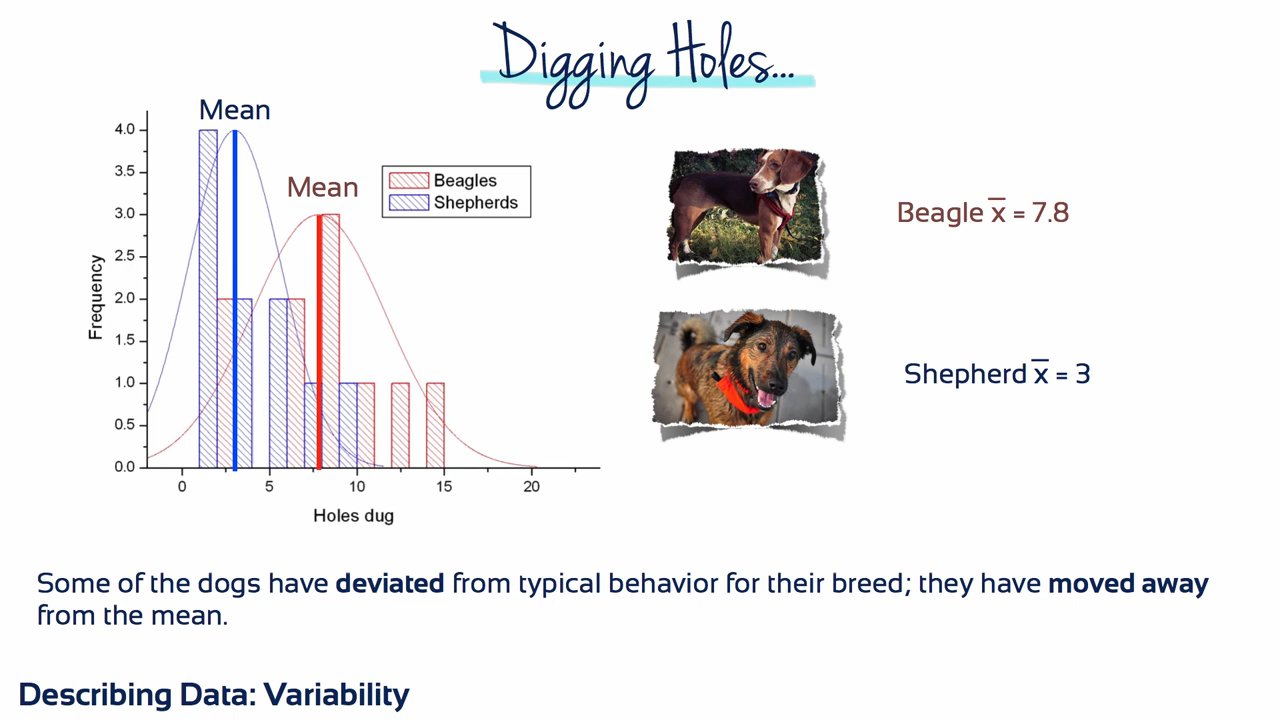 Digging Holes...
Mean
Mean
4.0
3.5
3.0
2.5
2.0
1.5
1.0
0.5
0.0
Frequency
Beagles
Shepherds
0 5 10 15 20
Holes dug
Beagle x̅ = 7.8
Shepherd x̅ = 3
Some of the dogs have deviated from typical behavior for their breed; they have moved away
from the mean.
Describing Data: Variability